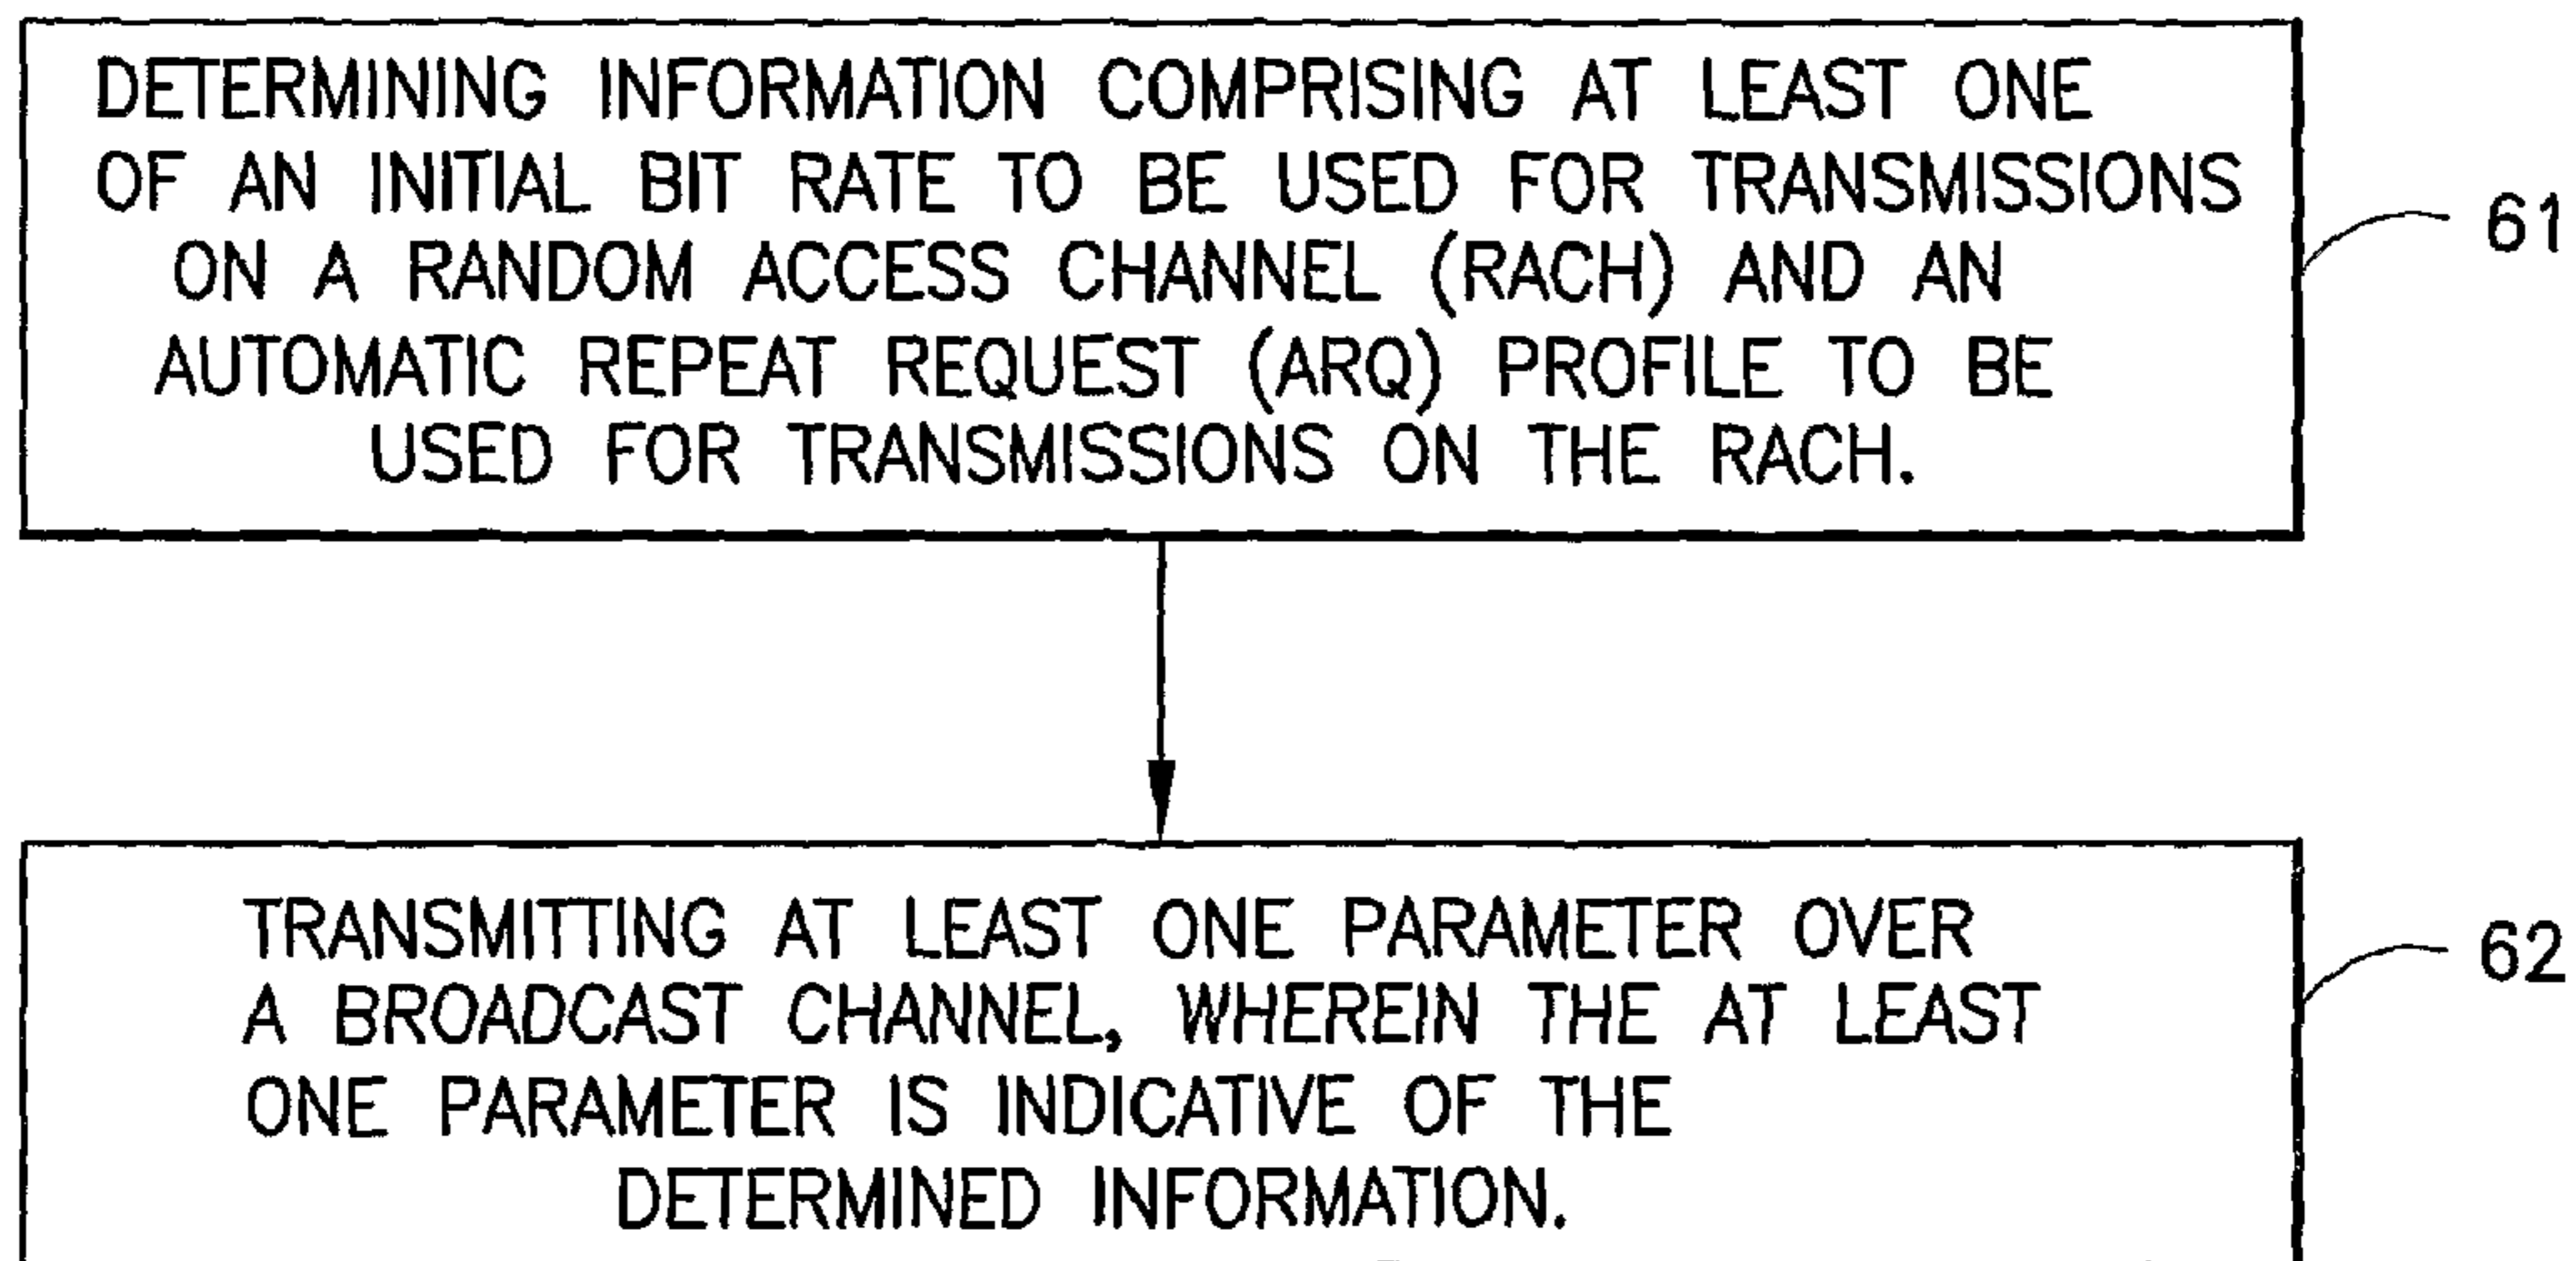 DETERMINING INFORMATION COMPRISING AT LEAST ONE
OF AN INITIAL BIT RATE TO BE USED FOR TRANSMISSIONS
ON A RANDOM ACCESS CHANNEL (RACH) AND AN
AUTOMATIC REPEAT REQUEST (ARQ) PROFILE TO BE
USED FOR TRANSMISSIONS ON THE RACH.
61
TRANSMITTING AT LEAST ONE PARAMETER OVER
A BROADCAST CHANNEL, WHEREIN THE AT LEAST
ONE PARAMETER IS INDICATIVE OF THE
DETERMINED INFORMATION.
62